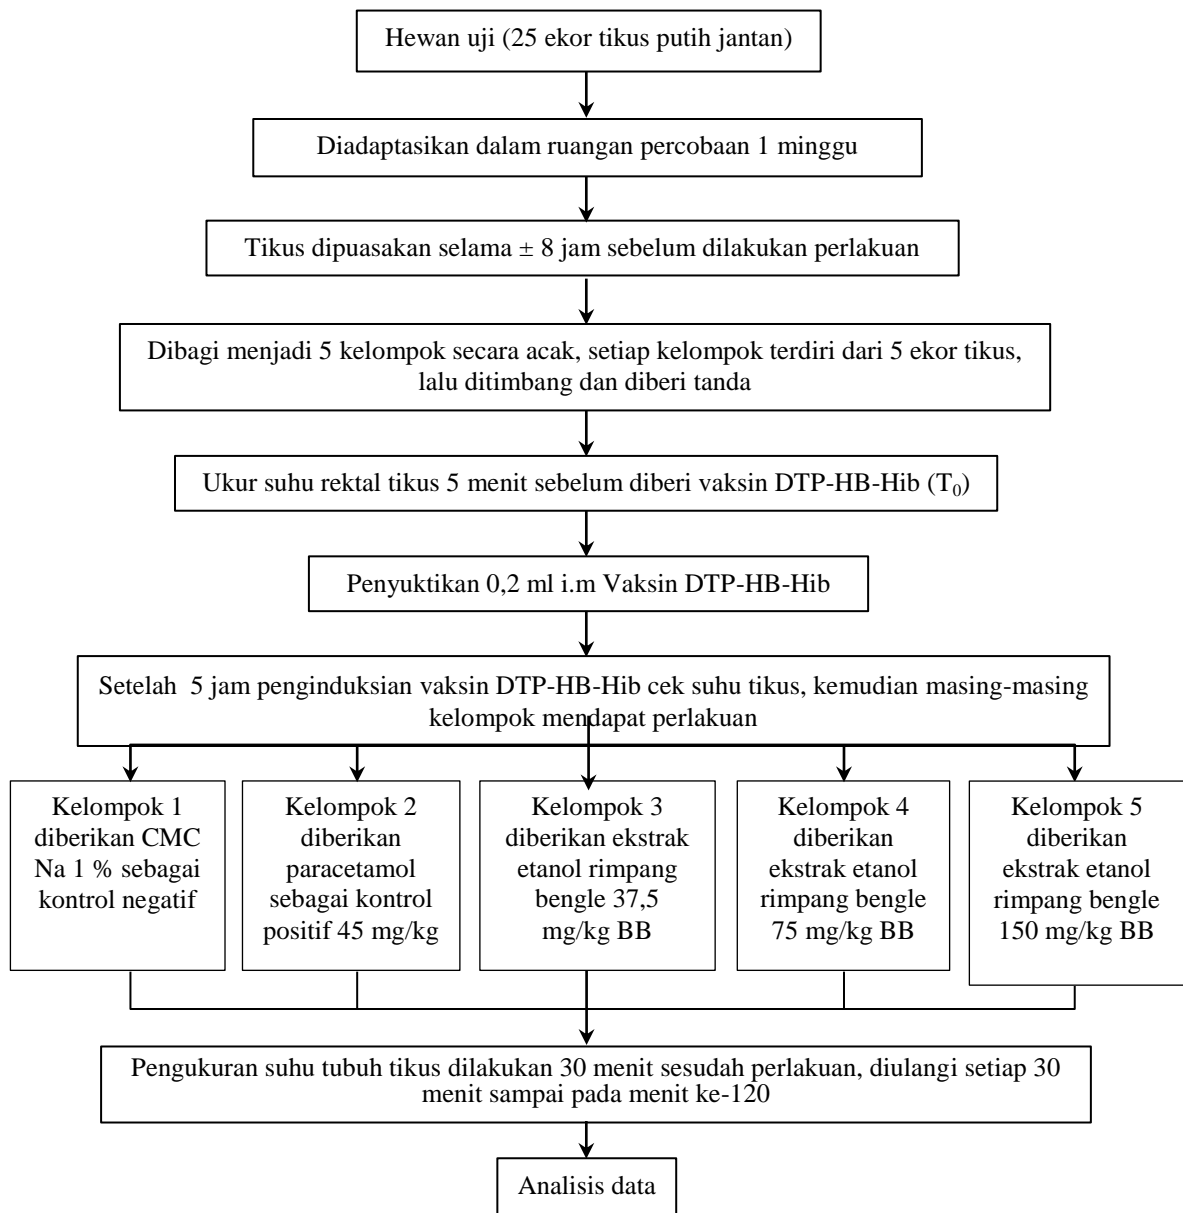 Hewan uji (25 ekor tikus putih jantan)
Diadaptasikan dalam ruangan percobaan 1 minggu
Tikus dipuasakan selama ± 8 jam sebelum dilakukan perlakuan
Dibagi menjadi 5 kelompok secara acak, setiap kelompok terdiri dari 5 ekor tikus,
lalu ditimbang dan diberi tanda
Ukur suhu rektal tikus 5 menit sebelum diberi vaksin DTP-HB-Hib (T₀)
Penyuktikan 0,2 ml i.m Vaksin DTP-HB-Hib
Setelah 5 jam penginduksian vaksin DTP-HB-Hib cek suhu tikus, kemudian masing-masing
kelompok mendapat perlakuan
Kelompok 1
diberikan CMC
Na 1 % sebagai
kontrol negatif
Kelompok 2
diberikan
paracetamol
sebagai kontrol
positif 45 mg/kg
Kelompok 3
diberikan ekstrak
etanol rimpang
bengle 37,5
mg/kg BB
Kelompok 4
diberikan
ekstrak etanol
rimpang bengle
75 mg/kg BB
Kelompok 5
diberikan
ekstrak etanol
rimpang bengle
150 mg/kg BB
Pengukuran suhu tubuh tikus dilakukan 30 menit sesudah perlakuan, diulangi setiap 30
menit sampai pada menit ke-120
Analisis data